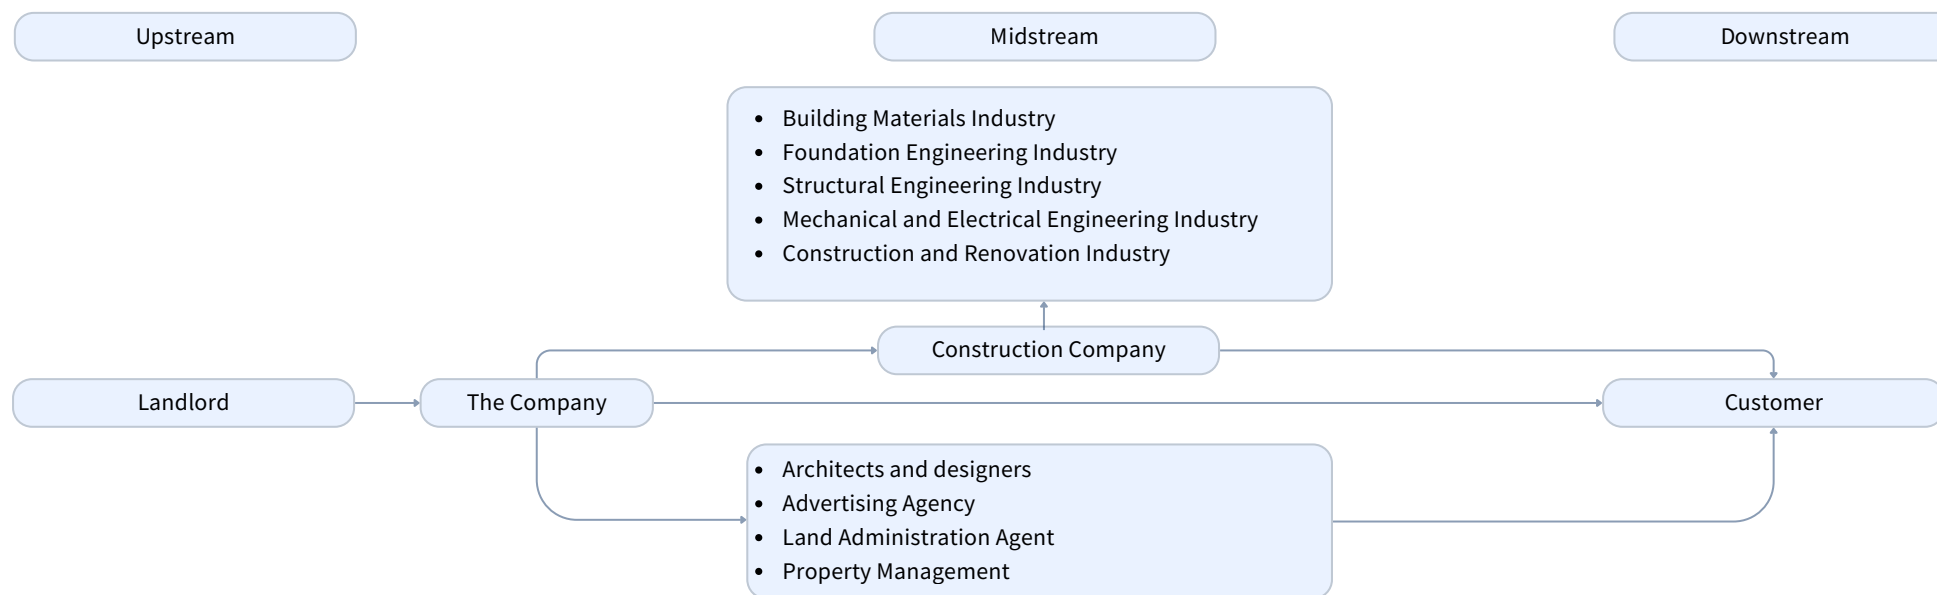 Upstream
Midstream
Downstream
• Building Materials Industry
• Foundation Engineering Industry
• Structural Engineering Industry
• Mechanical and Electrical Engineering Industry
• Construction and Renovation Industry
Construction Company
Landlord
The Company
Customer
• Architects and designers
• Advertising Agency
• Land Administration Agent
• Property Management